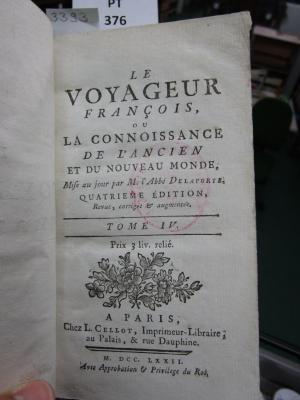 PT
3393
376
LE
VOYAGEUR
FRANÇOIS,
OU
LA CONNOISSANCE
DE L'ANCIEN
ET DU NOUVEAU MONDE,
Mise au jour par M. l'Abbé DELAPORTE.
QUATRIEME ÉDITION,
Revue, corrigée & augmentée.
TOME IV.
Prix 3 liv. relié.
A PARIS,
Chez L. CELLOT, Imprimeur-Libraire;
au Palais, & rue Dauphine.
M. DCC. LXXII.
Avec Approbation & Privilege du Roi.